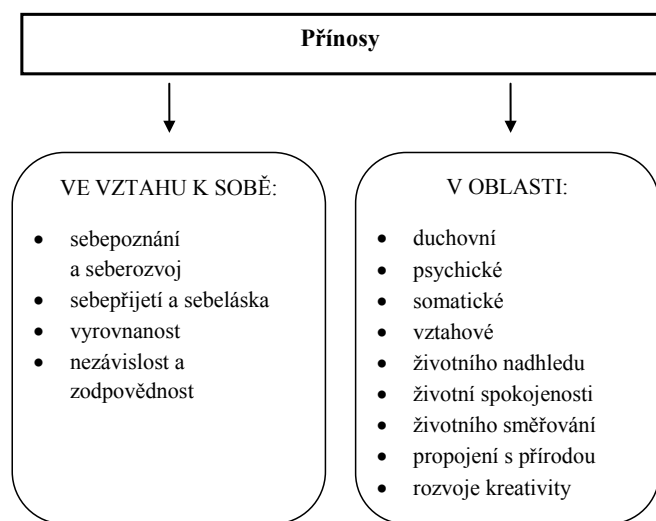 Přínosy
VE VZTAHU K SOBĚ:
• sebepoznání
a seberozvoj
• sebepřijetí a sebeláska
• vyrovnanost
• nezávislost a
zodpovědnost
V OBLASTI:
• duchovní
• psychické
• somatické
• vztahové
• životního nadhledu
• životní spokojenosti
• životního směřování
• propojení s přírodou
• rozvoje kreativity